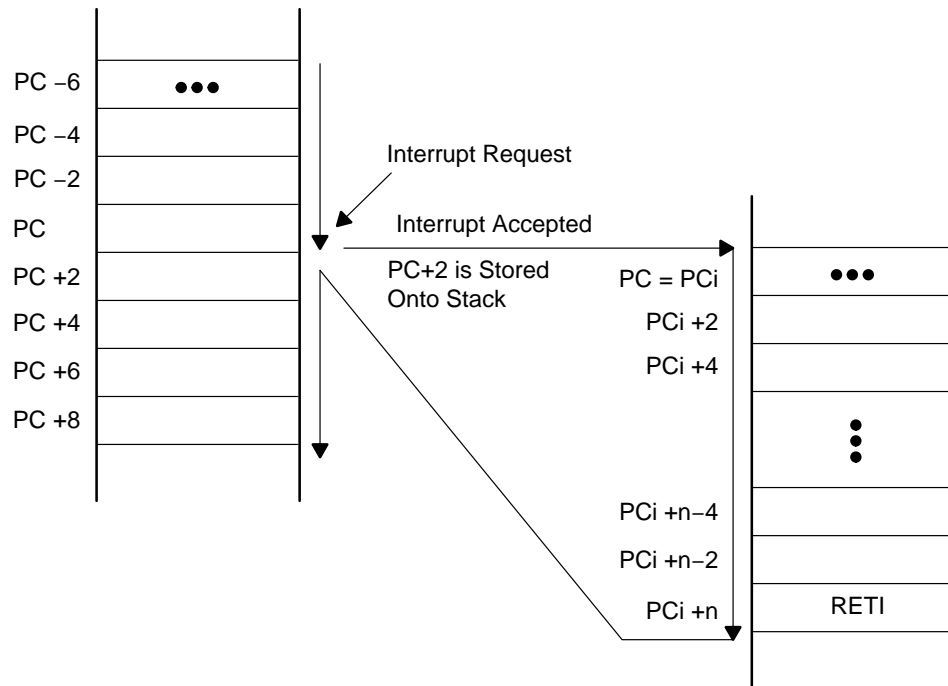 PC −6
PC −4
PC −2
PC
PC +2
PC +4
PC +6
PC +8
Interrupt Request
Interrupt Accepted
PC+2 is Stored
Onto Stack
PC = PCi
PCi +2
PCi +4
PCi +n−4
PCi +n−2
PCi +n
RETI